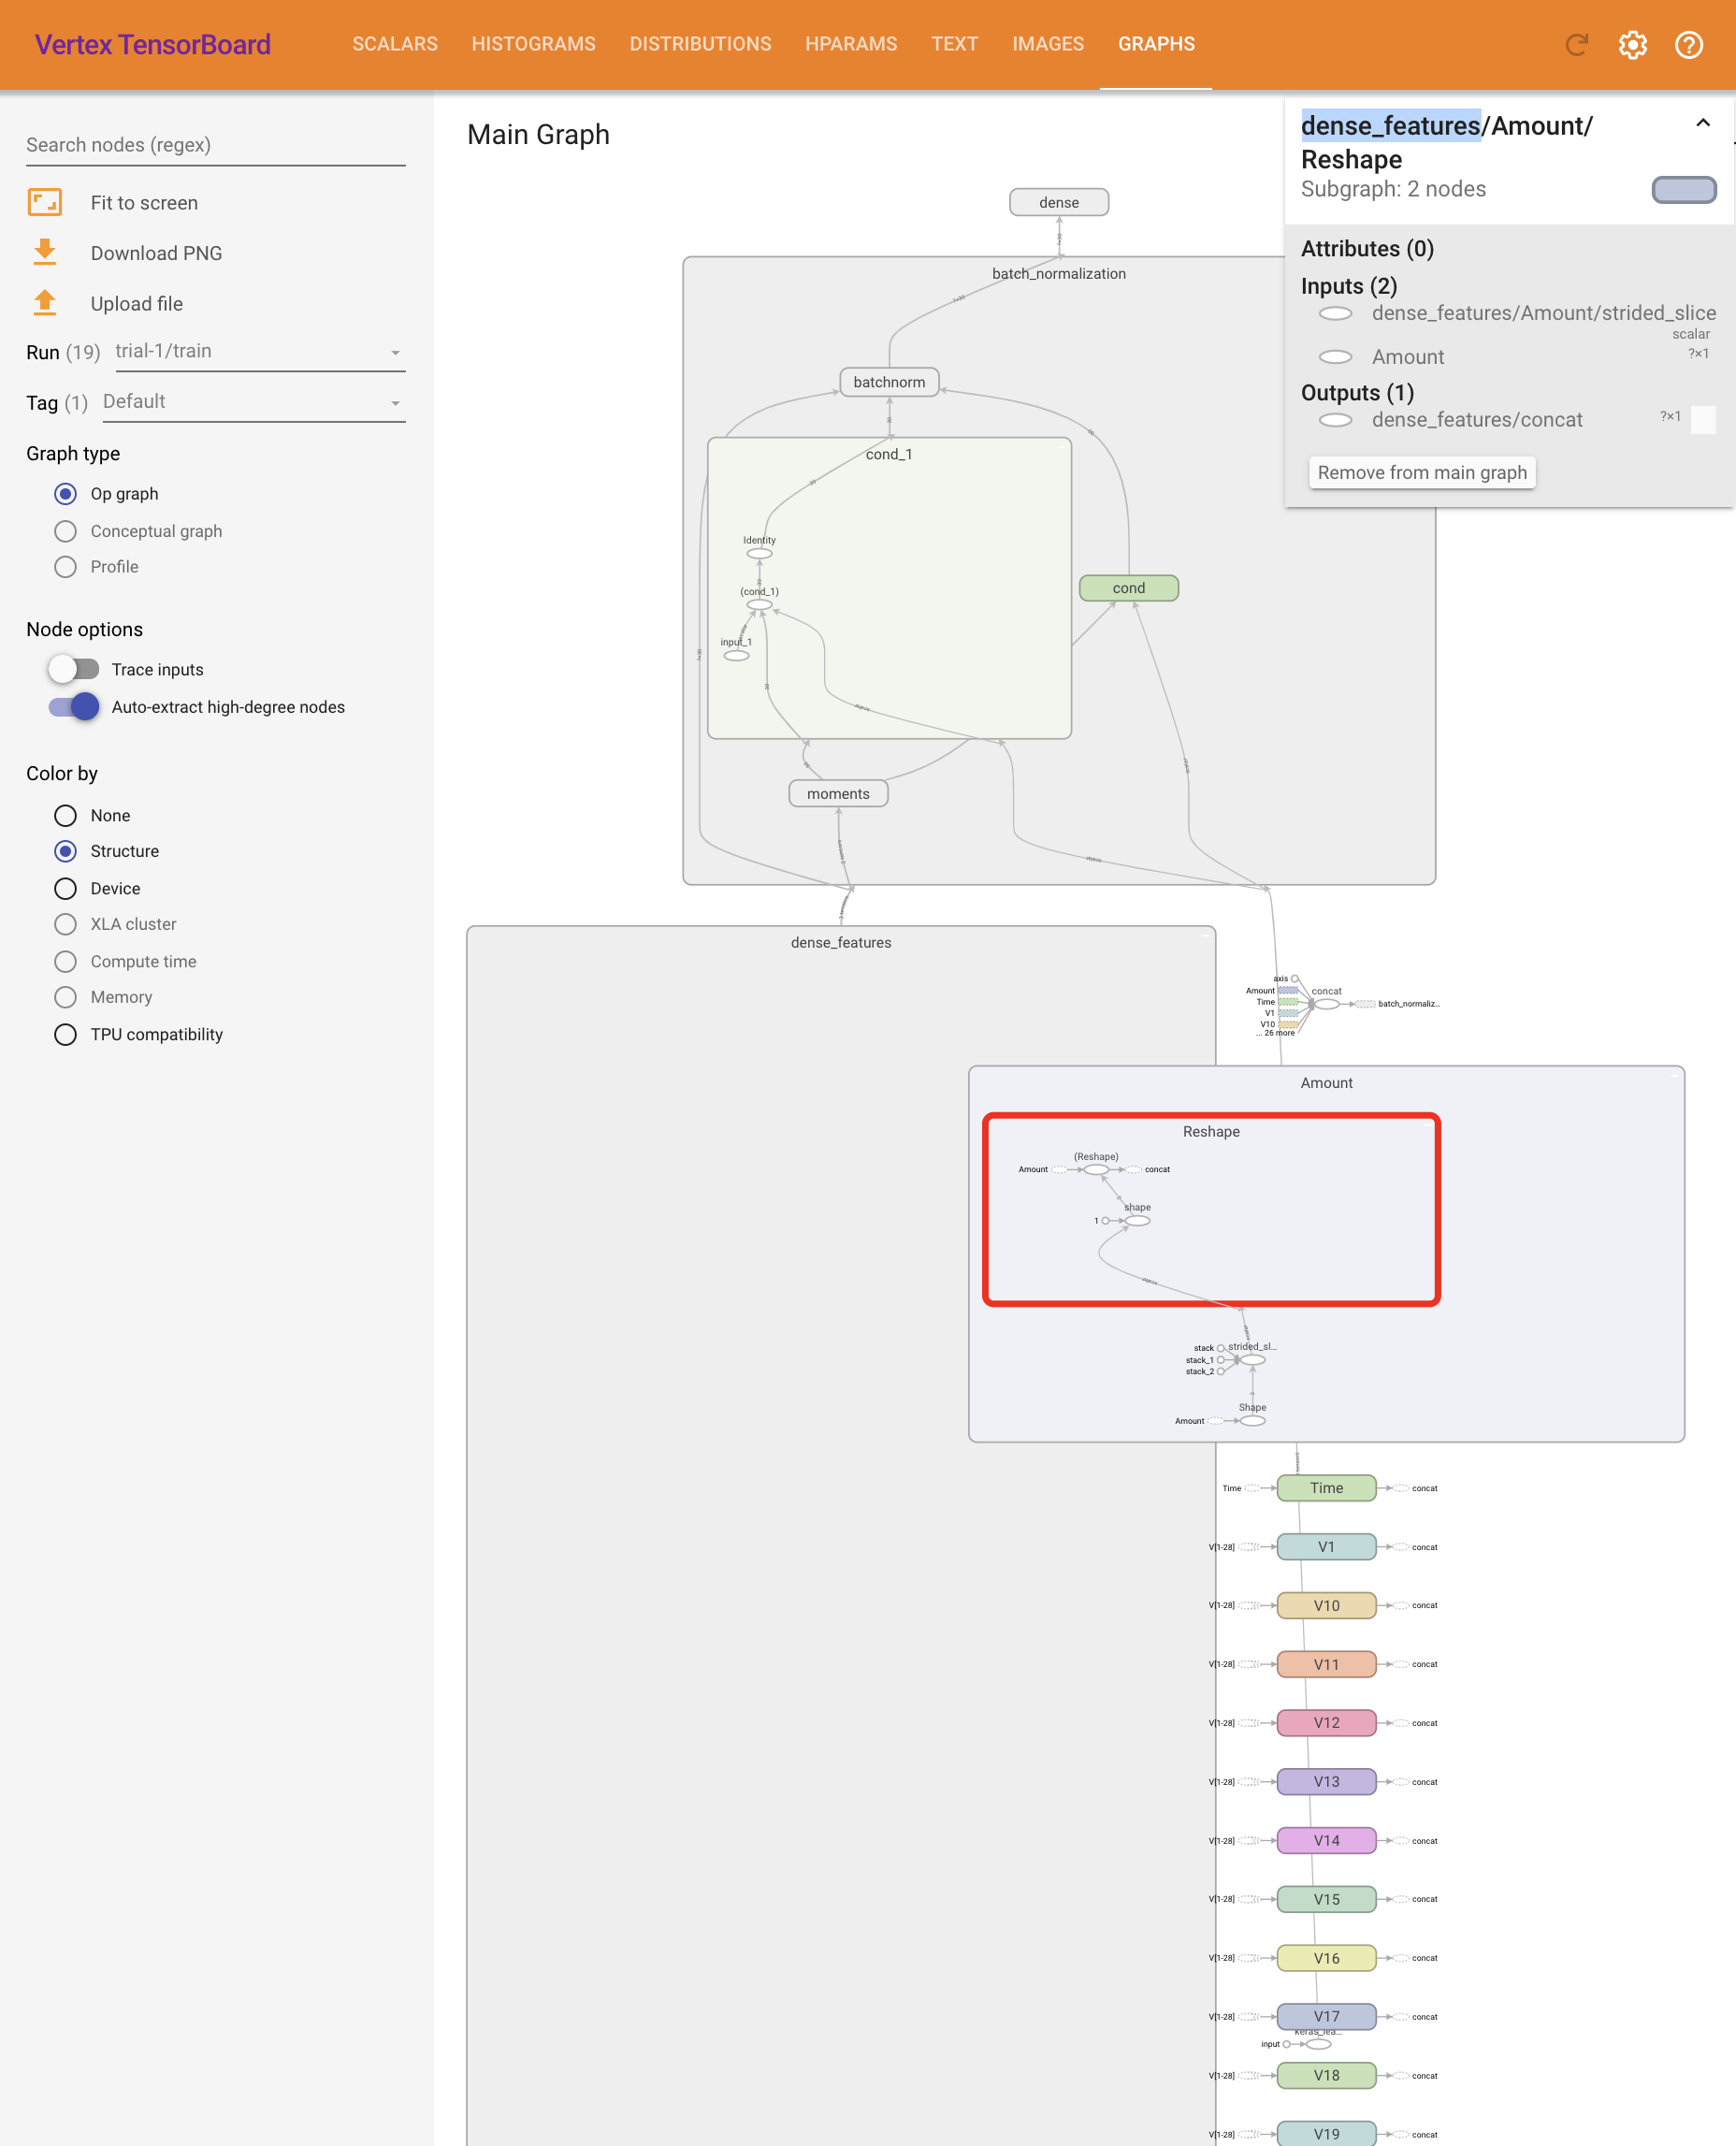 Vertex TensorBoard
SCALARS
HISTOGRAMS
DISTRIBUTIONS
HPARAMS
TEXT
IMAGES
GRAPHS
Search nodes (regex)
Fit to screen
Download PNG
Upload file
Run (19) trial-1/train
Tag (1) Default
Graph type
Op graph
Conceptual graph
Profile
Node options
Trace inputs
Auto-extract high-degree nodes
Color by
None
Structure
Device
XLA cluster
Compute time
Memory
TPU compatibility
Main Graph
dense_features/Amount/
Reshape
Subgraph: 2 nodes
Attributes (0)
Inputs (2)
dense_features/Amount/strided_slice
scalar
Amount ?×1
Outputs (1)
dense_features/concat ?×1
Remove from main graph
dense
batch_normalization
batchnorm
cond_1
Identity
(cond_1)
input_1
cond
moments
dense_features
axis
Amount
Time
V1
V10
... 26 more
concat
batch_normaliz...
Amount
Reshape
(Reshape)
Amount
concat
shape
1
stack
stack_1
stack_2
strided_sl...
Shape
Amount
Time Time concat
V[1-28] V1 concat
V[1-28] V10 concat
V[1-28] V11 concat
V[1-28] V12 concat
V[1-28] V13 concat
V[1-28] V14 concat
V[1-28] V15 concat
V[1-28] V16 concat
V[1-28] V17 concat
input
V[1-28] V18 concat
V[1-28] V19 concat